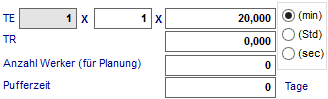 TE 1 X 1 X 20,000 (min)
TR 0,000 (Std)
(sec)
Anzahl Werker (für Planung) 0
Pufferzeit 0 Tage